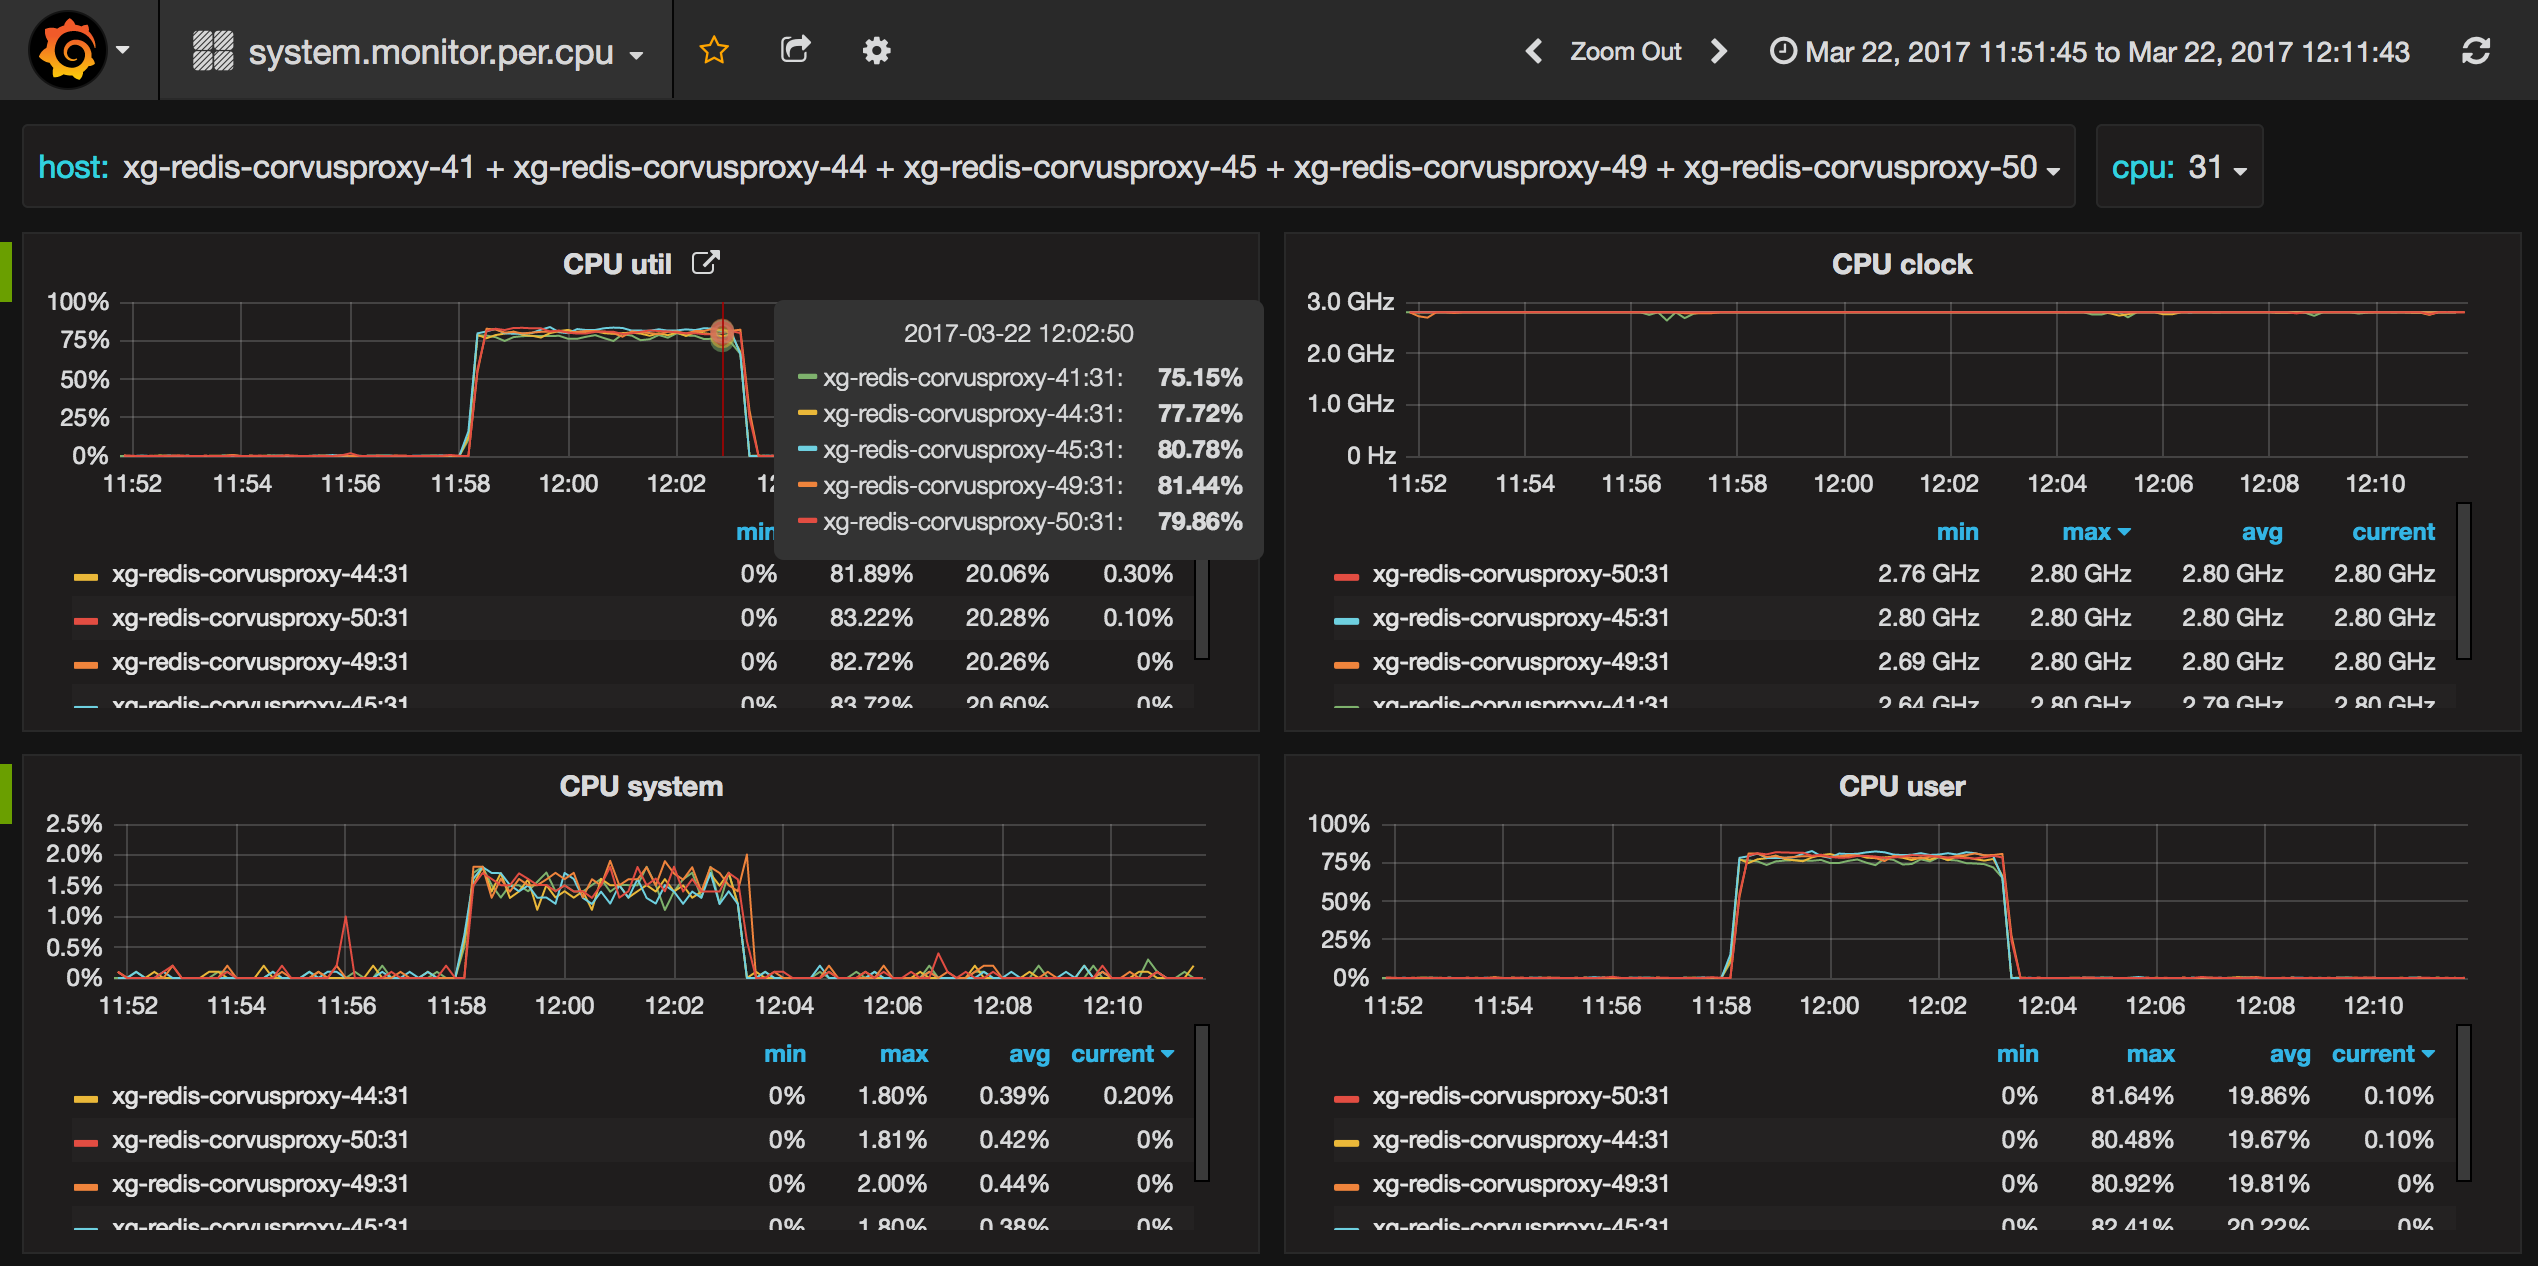 system.monitor.per.cpu
Zoom Out
Mar 22, 2017 11:51:45 to Mar 22, 2017 12:11:43
host: xg-redis-corvusproxy-41 + xg-redis-corvusproxy-44 + xg-redis-corvusproxy-45 + xg-redis-corvusproxy-49 + xg-redis-corvusproxy-50
cpu: 31
CPU util
100%
75%
50%
25%
0%
11:52 11:54 11:56 11:58 12:00 12:02
2017-03-22 12:02:50
xg-redis-corvusproxy-41:31: 75.15%
xg-redis-corvusproxy-44:31: 77.72%
xg-redis-corvusproxy-45:31: 80.78%
xg-redis-corvusproxy-49:31: 81.44%
xg-redis-corvusproxy-50:31: 79.86%
min
xg-redis-corvusproxy-44:31 0% 81.89% 20.06% 0.30%
xg-redis-corvusproxy-50:31 0% 83.22% 20.28% 0.10%
xg-redis-corvusproxy-49:31 0% 82.72% 20.26% 0%
xg-redis-corvusproxy-45:31 0% 83.72% 20.60% 0%
CPU clock
3.0 GHz
2.0 GHz
1.0 GHz
0 Hz
11:52 11:54 11:56 11:58 12:00 12:02 12:04 12:06 12:08 12:10
min max avg current
xg-redis-corvusproxy-50:31 2.76 GHz 2.80 GHz 2.80 GHz 2.80 GHz
xg-redis-corvusproxy-45:31 2.80 GHz 2.80 GHz 2.80 GHz 2.80 GHz
xg-redis-corvusproxy-49:31 2.69 GHz 2.80 GHz 2.80 GHz 2.80 GHz
xg-redis-corvusproxy-41:31 2.64 GHz 2.80 GHz 2.79 GHz 2.80 GHz
CPU system
2.5%
2.0%
1.5%
1.0%
0.5%
0%
11:52 11:54 11:56 11:58 12:00 12:02 12:04 12:06 12:08 12:10
min max avg current
xg-redis-corvusproxy-44:31 0% 1.80% 0.39% 0.20%
xg-redis-corvusproxy-50:31 0% 1.81% 0.42% 0%
xg-redis-corvusproxy-49:31 0% 2.00% 0.44% 0%
xg-redis-corvusproxy-45:31 0% 1.80% 0.38% 0%
CPU user
100%
75%
50%
25%
0%
11:52 11:54 11:56 11:58 12:00 12:02 12:04 12:06 12:08 12:10
min max avg current
xg-redis-corvusproxy-50:31 0% 81.64% 19.86% 0.10%
xg-redis-corvusproxy-44:31 0% 80.48% 19.67% 0.10%
xg-redis-corvusproxy-49:31 0% 80.92% 19.81% 0%
xg-redis-corvusproxy-45:31 0% 82.41% 20.22% 0%